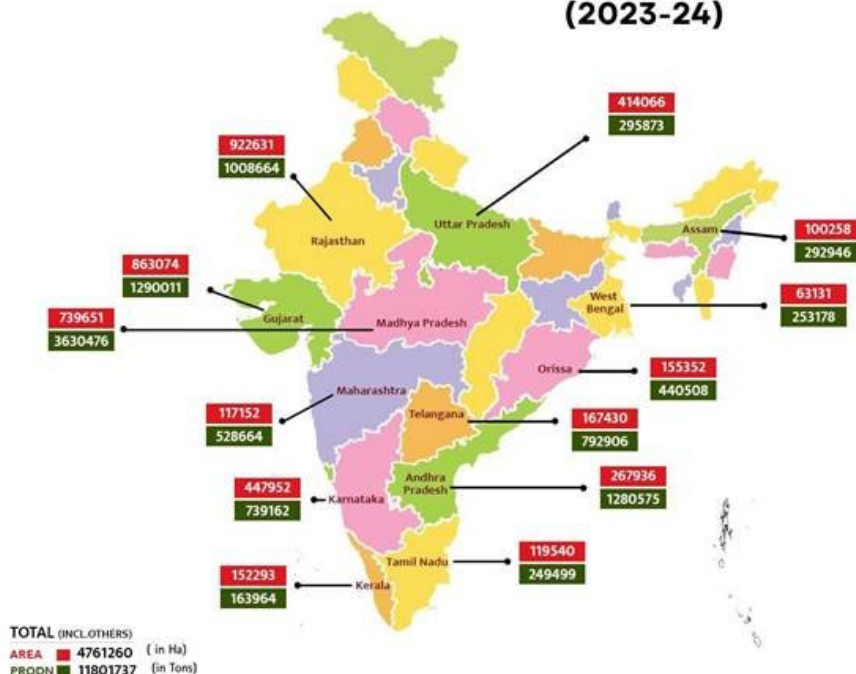 (2023-24)
414066
295873
922631
1008664
Uttar Pradesh
Assam
100258
292946
Rajasthan
863074
1290011
63131
253178
West
Bengal
Gujarat
739651
3630476
Madhya Pradesh
Orissa
155352
440508
Maharashtra
117152
528664
Telangana
167430
792906
Andhra
Pradesh
267936
1280575
447952
739162
Karnataka
119540
249499
Tamil Nadu
152293
163964
Kerala
TOTAL (INCL.OTHERS)
AREA 4761260 ( in Ha)
PRODN 11801737 (in Tons)